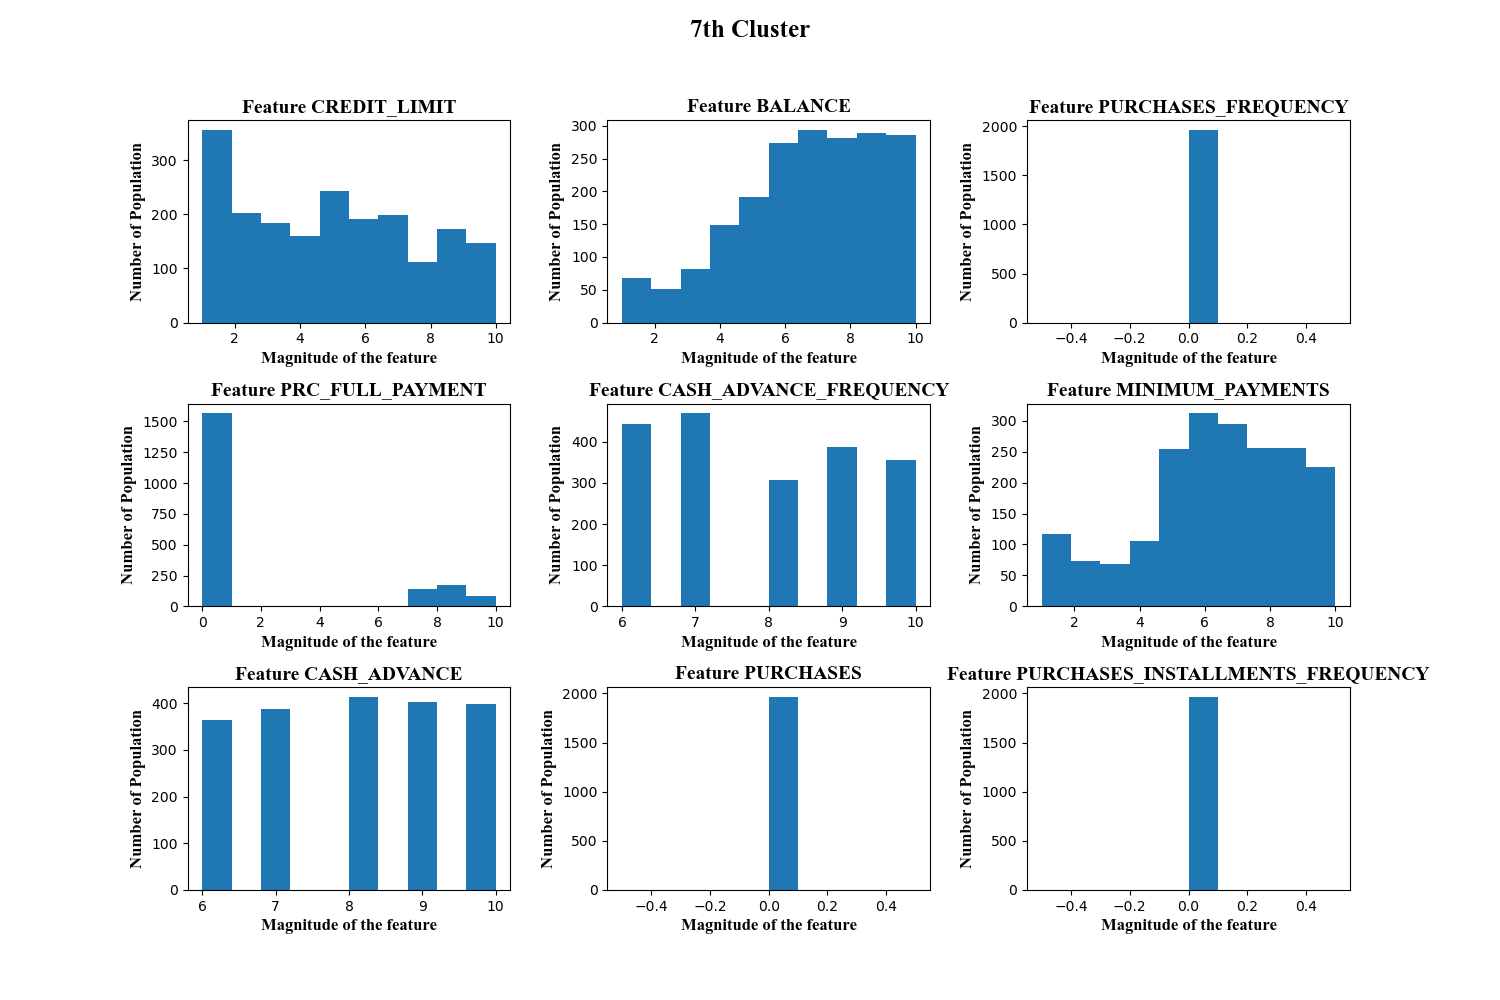 7th Cluster
Feature CREDIT_LIMIT
Number of Population
300
200
100
0
2 4 6 8 10
Magnitude of the feature
Feature BALANCE
Number of Population
300
250
200
150
100
50
0
2 4 6 8 10
Magnitude of the feature
Feature PURCHASES_FREQUENCY
Number of Population
2000
1500
1000
500
0
−0.4 −0.2 0.0 0.2 0.4
Magnitude of the feature
Feature PRC_FULL_PAYMENT
Number of Population
1500
1250
1000
750
500
250
0
0 2 4 6 8 10
Magnitude of the feature
Feature CASH_ADVANCE_FREQUENCY
Number of Population
400
300
200
100
0
6 7 8 9 10
Magnitude of the feature
Feature MINIMUM_PAYMENTS
Number of Population
300
250
200
150
100
50
0
2 4 6 8 10
Magnitude of the feature
Feature CASH_ADVANCE
Number of Population
400
300
200
100
0
6 7 8 9 10
Magnitude of the feature
Feature PURCHASES
Number of Population
2000
1500
1000
500
0
−0.4 −0.2 0.0 0.2 0.4
Magnitude of the feature
Feature PURCHASES_INSTALLMENTS_FREQUENCY
Number of Population
2000
1500
1000
500
0
−0.4 −0.2 0.0 0.2 0.4
Magnitude of the feature